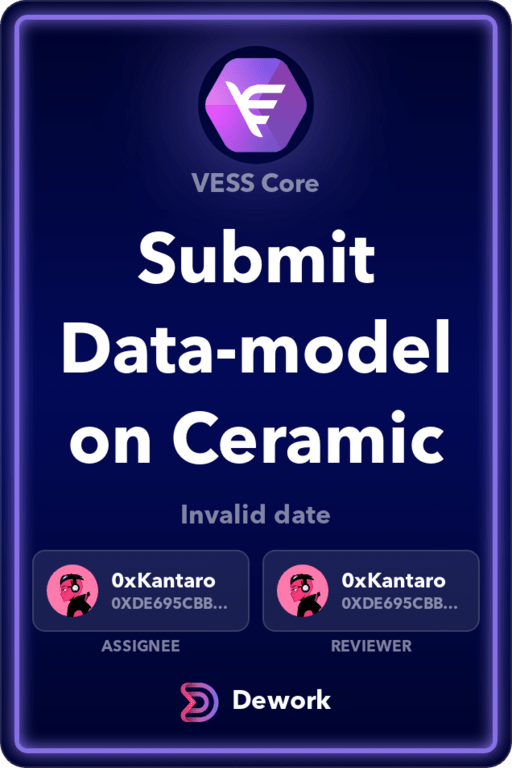 VESS Core
Submit
Data-model
on Ceramic
Invalid date
0xKantaro
0XDE695CBB...
ASSIGNEE
0xKantaro
0XDE695CBB...
REVIEWER
Dework